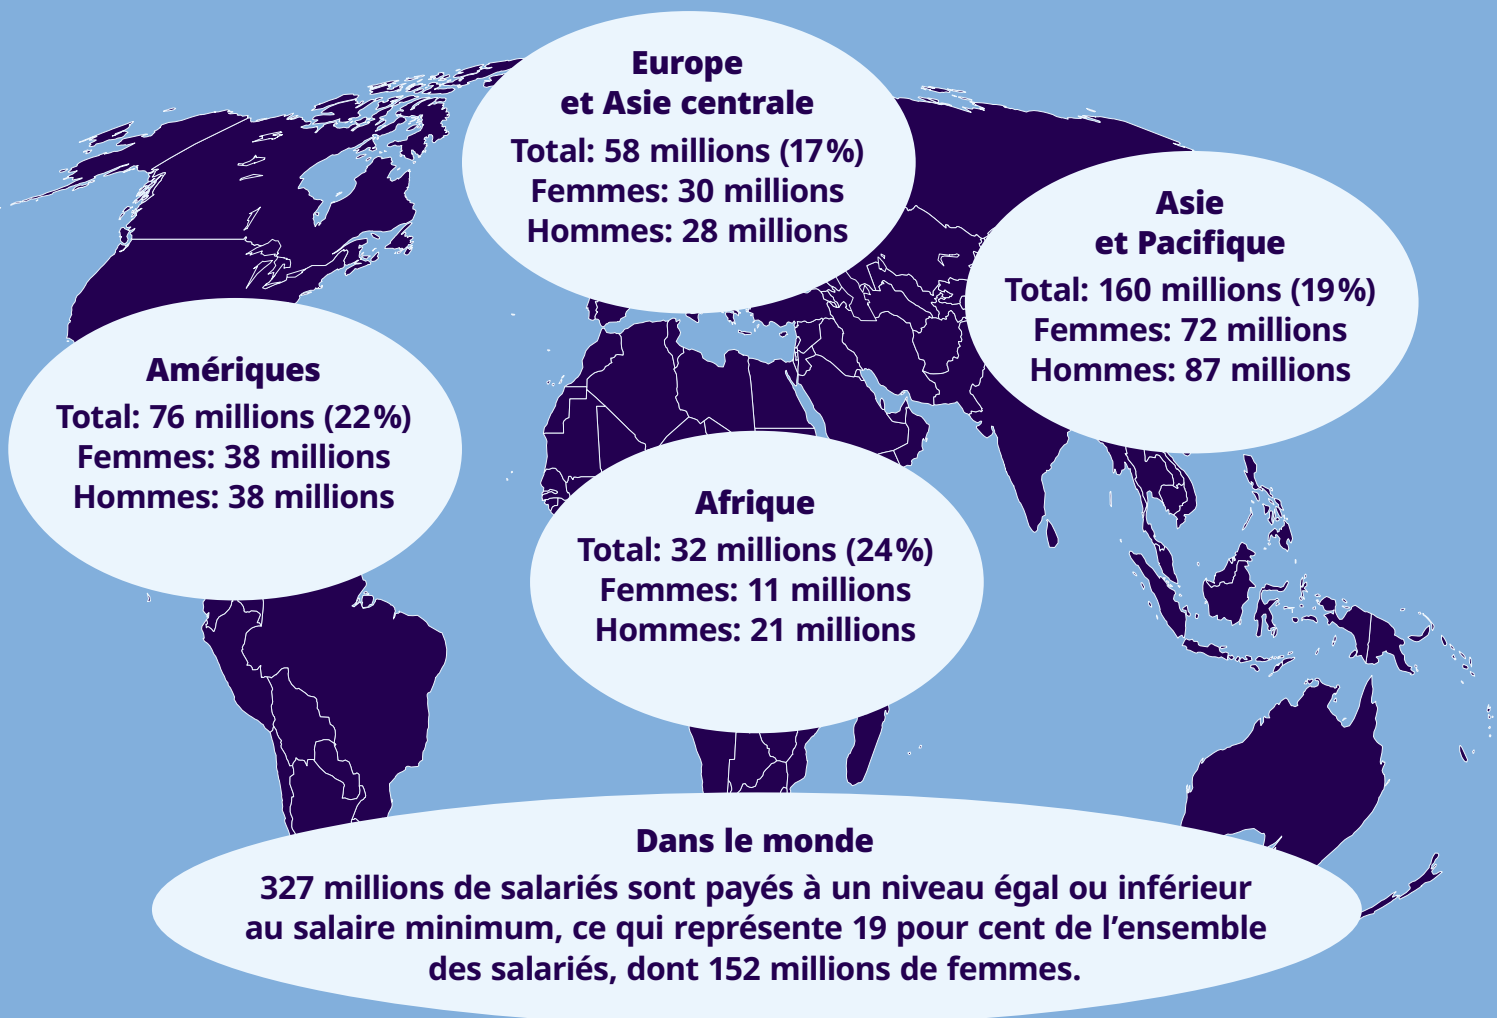 Europe
et Asie centrale
Total: 58 millions (17 %)
Femmes: 30 millions
Hommes: 28 millions
Asie
et Pacifique
Total: 160 millions (19 %)
Femmes: 72 millions
Hommes: 87 millions
Amériques
Total: 76 millions (22 %)
Femmes: 38 millions
Hommes: 38 millions
Afrique
Total: 32 millions (24 %)
Femmes: 11 millions
Hommes: 21 millions
Dans le monde
327 millions de salariés sont payés à un niveau égal ou inférieur
au salaire minimum, ce qui représente 19 pour cent de l’ensemble
des salariés, dont 152 millions de femmes.